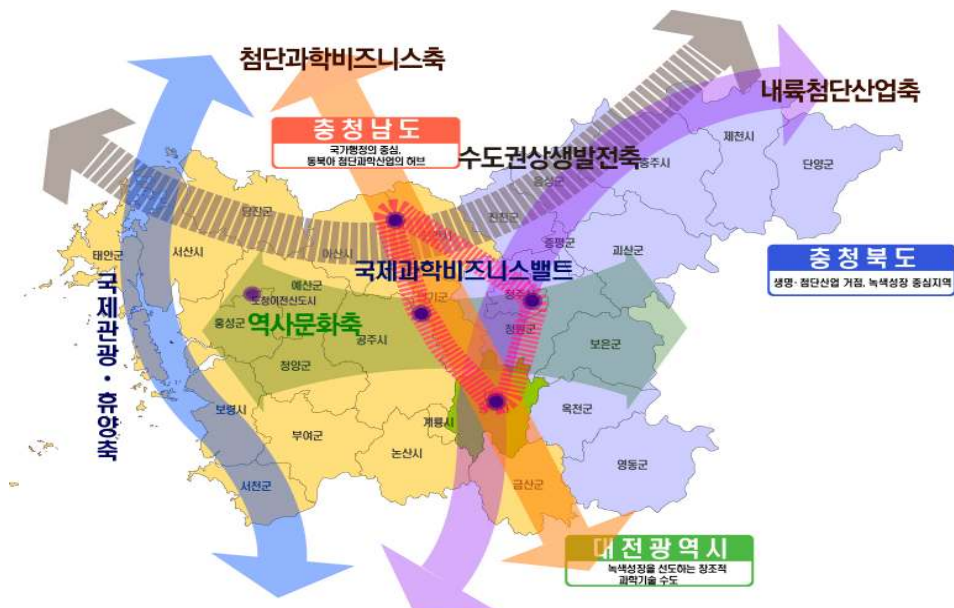 첨단과학비즈니스축
내륙첨단산업축
충청남도
국가행정의 중심,
동북아 첨단과학산업의 허브
수도권상생발전축
제천시
충주시
단양군
음성군
당진군
진천군
아산시
증평군
괴산군
태안군
서산시
충청북도
생명·첨단산업 거점, 녹색성장 중심지역
국제과학비즈니스밸트
예산군
연기군
청주시
도청이전신도시
홍성군
역사문화축
공주시
청원군
보은군
청양군
국제관광·휴양축
보령시
계룡시
옥천군
부여군
논산시
영동군
서천군
금산군
대전광역시
녹색성장을 선도하는 창조적
과학기술 수도